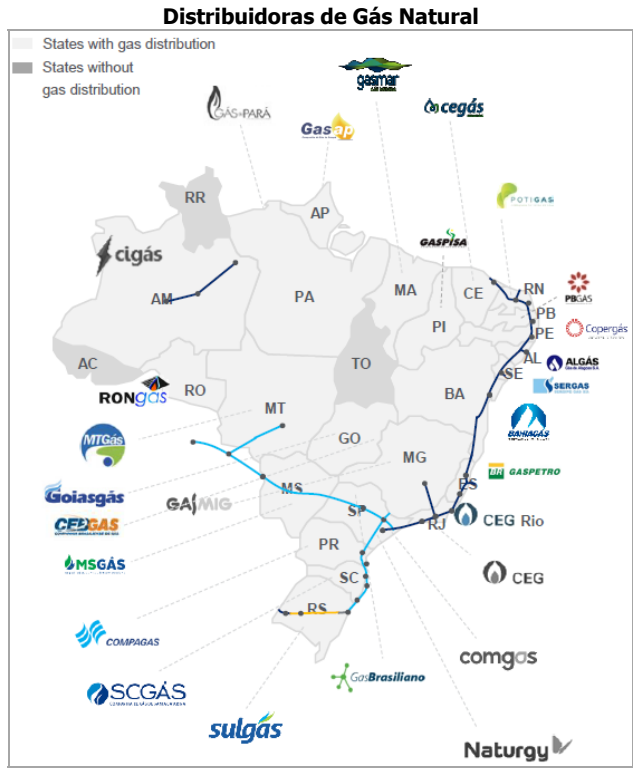 Distribuidoras de Gás Natural
States with gas distribution
States without
gas distribution
gasmar
GÁS PARÁ
cegás
Gasap
POTIGAS
RR
AP
GASPISA
cigás
PBGAS
AM
PA
MA
CE
RN
PB
PI
PE
Copergás
AC
TO
AL
ALGÁS
RO
SE
SERGAS
RONgás
BA
MT
BAHIAGÁS
MTGás
GO
MG
BR GASPETRO
Goiasgás
MS
ES
GASMIG
SP
CEG Rio
CEBGAS
RJ
PR
MSGÁS
SC
CEG
RS
COMPAGAS
comgas
GasBrasiliano
SCGÁS
sulgás
Naturgy